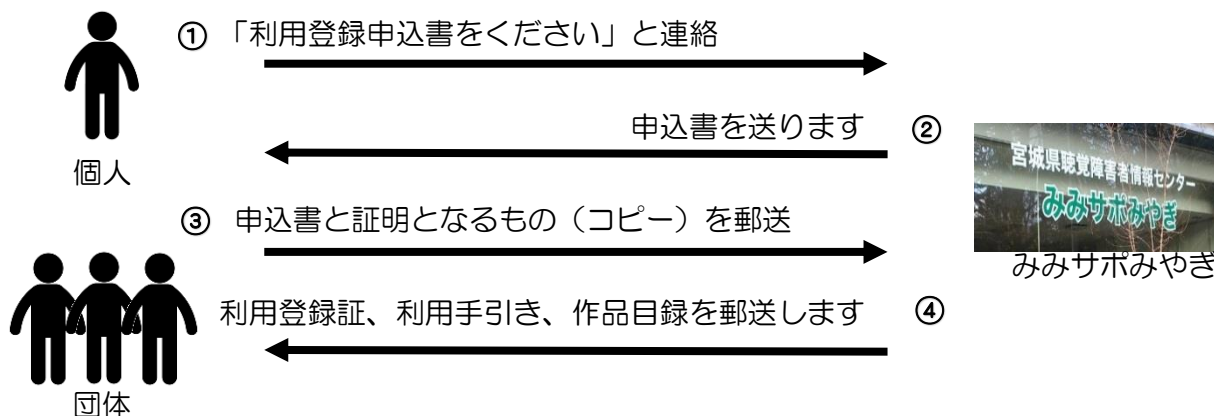 ① 「利用登録申込書をください」と連絡
申込書を送ります ②
個人
宮城県聴覚障害者情報センター
みみサポみやぎ
③ 申込書と証明となるもの（コピー）を郵送
みみサポみやぎ
利用登録証、利用手引き、作品目録を郵送します ④
団体